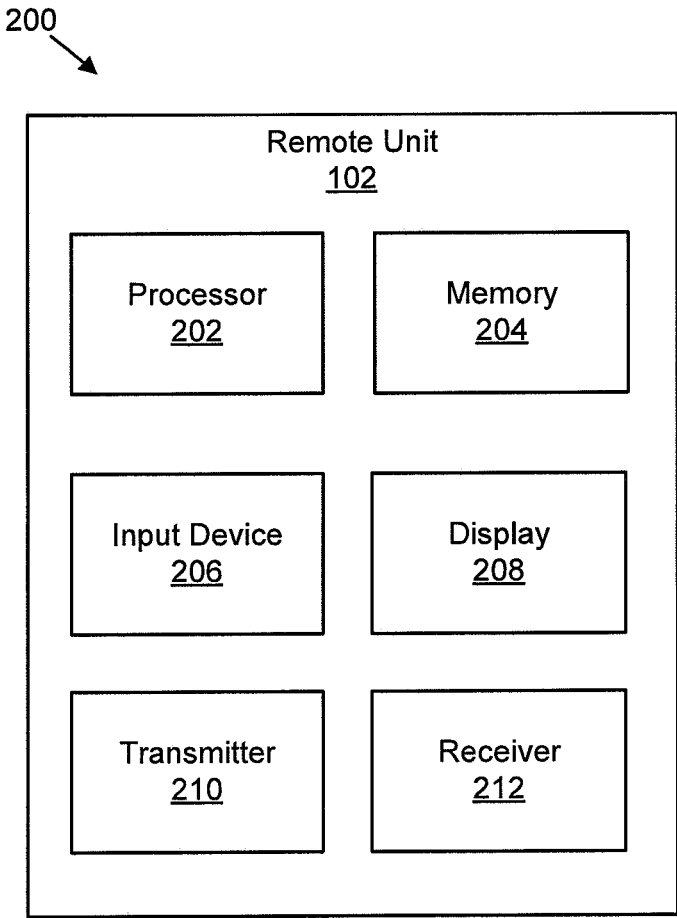 200
Remote Unit
102
Processor
202
Memory
204
Input Device
206
Display
208
Transmitter
210
Receiver
212